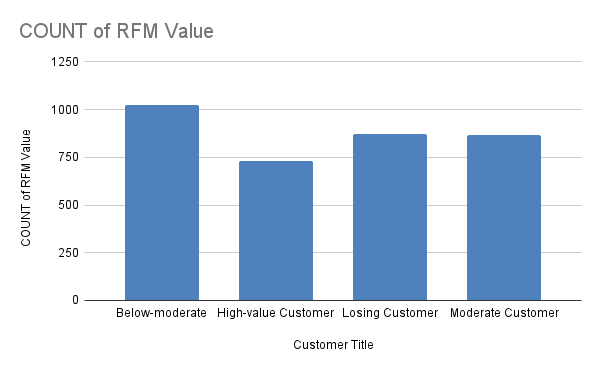 COUNT of RFM Value
1250
1000
750
500
250
0
COUNT of RFM Value
Below-moderate
High-value Customer
Losing Customer
Moderate Customer
Customer Title